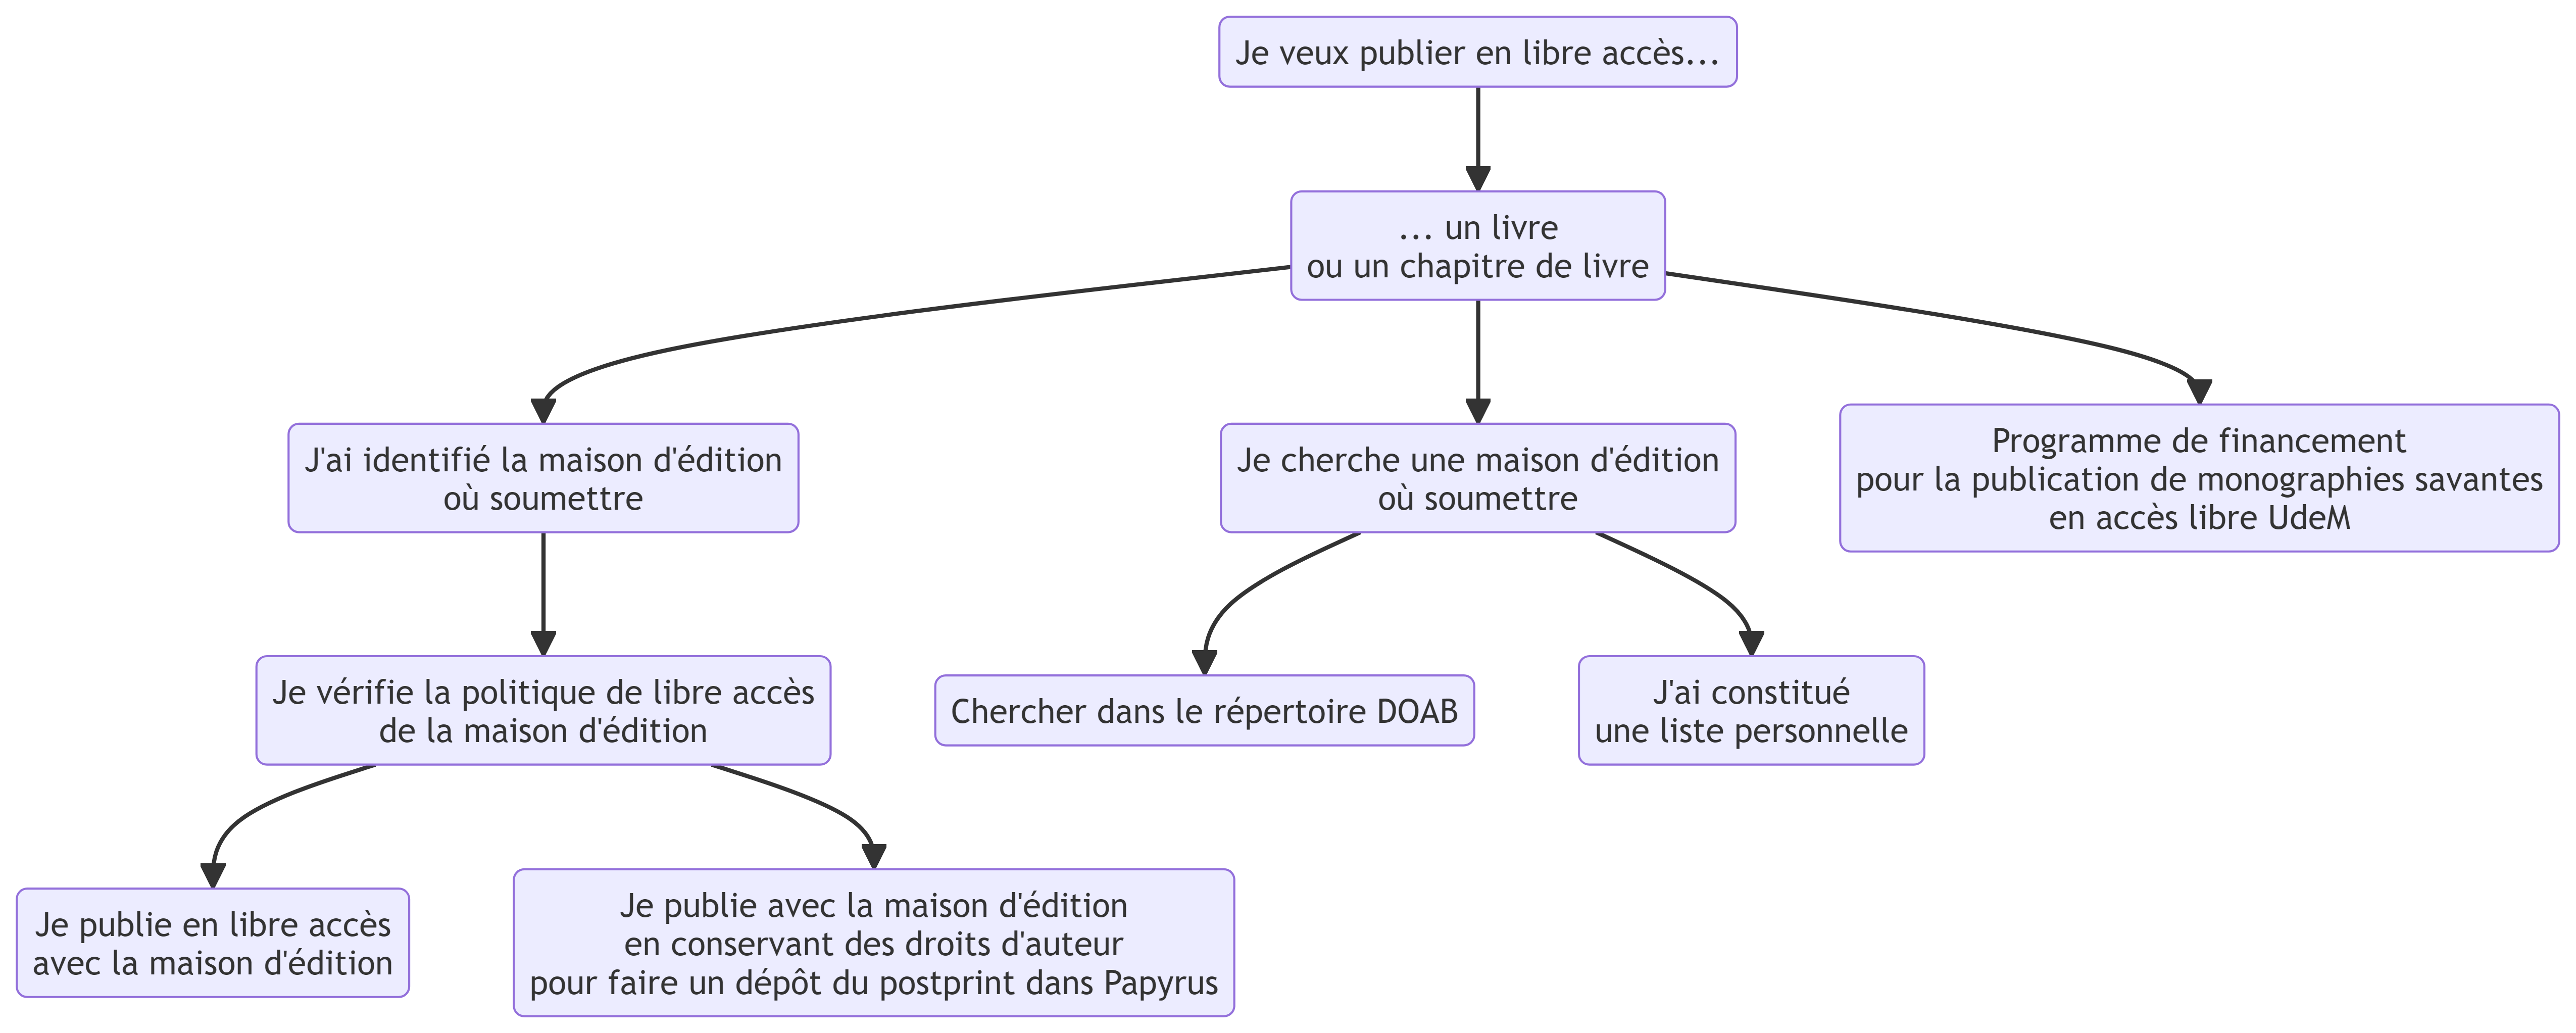 Je veux publier en libre accès...
... un livre
ou un chapitre de livre
J'ai identifié la maison d'édition
où soumettre
Je cherche une maison d'édition
où soumettre
Programme de financement
pour la publication de monographies savantes
en accès libre UdeM
Je vérifie la politique de libre accès
de la maison d'édition
Chercher dans le répertoire DOAB
J'ai constitué
une liste personnelle
Je publie en libre accès
avec la maison d'édition
Je publie avec la maison d'édition
en conservant des droits d'auteur
pour faire un dépôt du postprint dans Papyrus